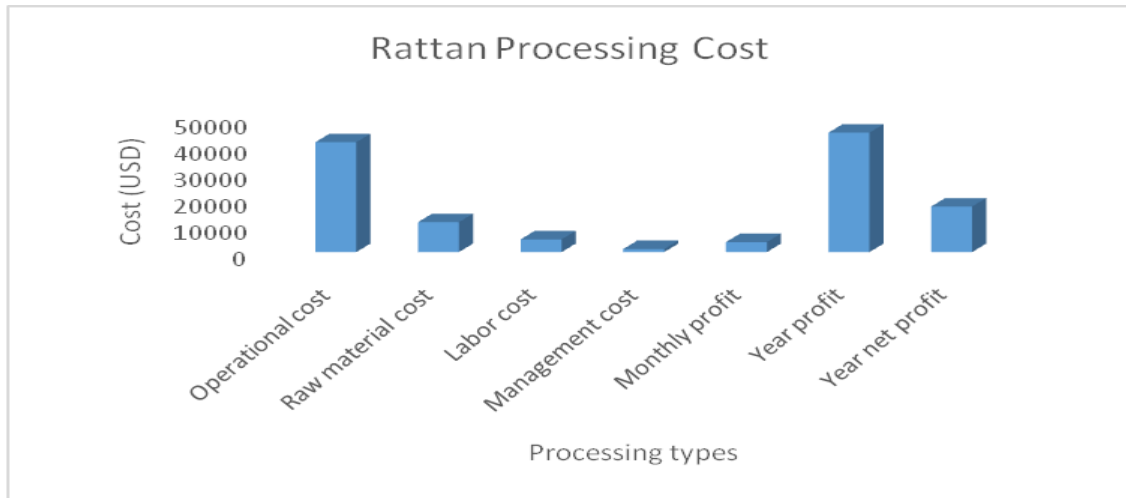 Rattan Processing Cost
Cost (USD)
50000
40000
30000
20000
10000
0
Operational cost
Raw material cost
Labor cost
Management cost
Monthly profit
Year profit
Year net profit
Processing types